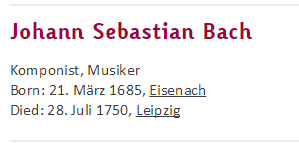 Johann Sebastian Bach
Komponist, Musiker
Born: 21. März 1685, Eisenach
Died: 28. Juli 1750, Leipzig